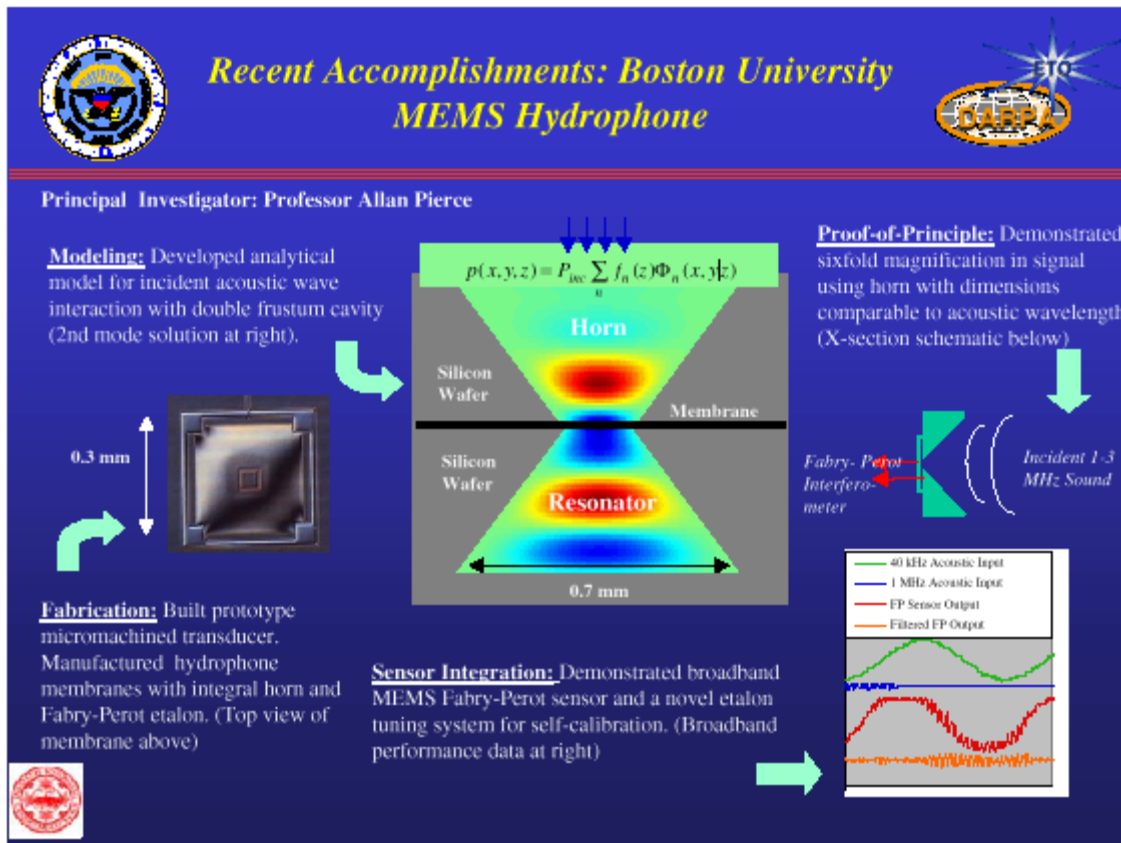 Recent Accomplishments: Boston University
MEMS Hydrophone
ETO
DARPA
Principal Investigator: Professor Allan Pierce
Modeling: Developed analytical
model for incident acoustic wave
interaction with double frustum cavity
(2nd mode solution at right).
0.3 mm
Fabrication: Built prototype
micromachined transducer.
Manufactured hydrophone
membranes with integral horn and
Fabry-Perot etalon. (Top view of
membrane above)
p(x, y, z) = P_inc ∑_n f_n(z)Φ_n(x, y|z)
Horn
Silicon
Wafer
Membrane
Silicon
Wafer
Resonator
0.7 mm
Sensor Integration: Demonstrated broadband
MEMS Fabry-Perot sensor and a novel etalon
tuning system for self-calibration. (Broadband
performance data at right)
Proof-of-Principle: Demonstrated
sixfold magnification in signal
using horn with dimensions
comparable to acoustic wavelength
(X-section schematic below)
Fabry- Perot
Interfero-
meter
Incident 1-3
MHz Sound
40 kHz Acoustic Input
1 MHz Acoustic Input
FP Sensor Output
Filtered FP Output